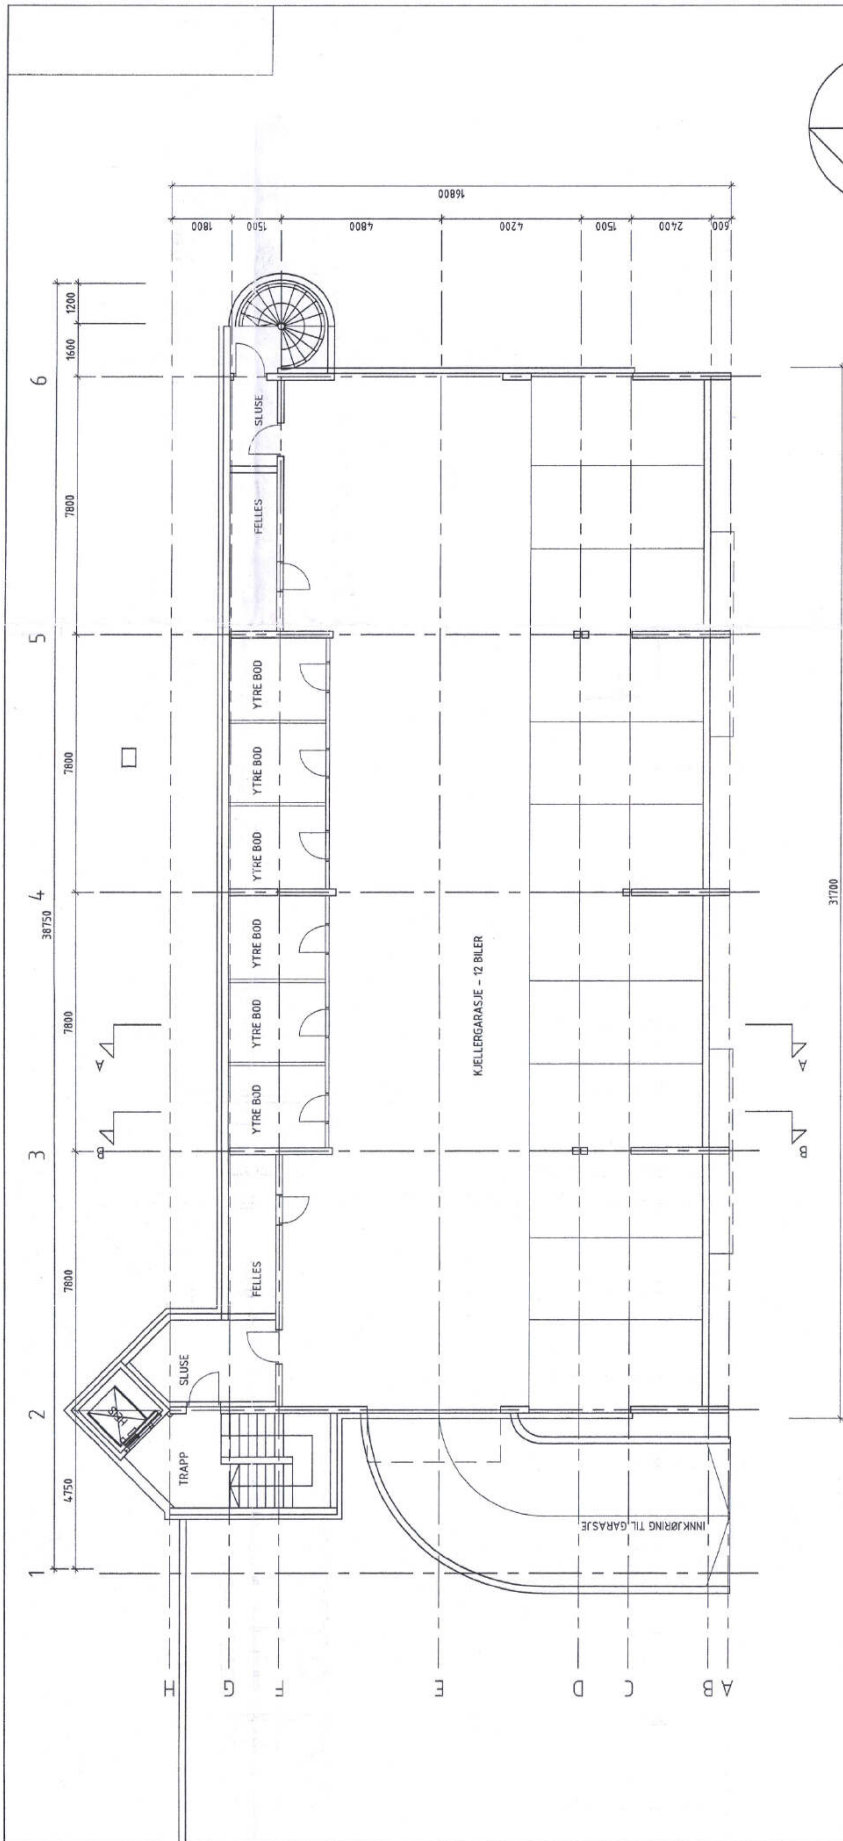 16800
1800
1500
4800
4200
1500
2400
600
1200
1600
7800
7800
38750
7800
7800
4750
31700
6
5
4
3
2
1
SLUSE
FELLES
YTRE BOD
YTRE BOD
YTRE BOD
YTRE BOD
YTRE BOD
YTRE BOD
FELLES
SLUSE
TRAPP
HEIS
KJELLERGARASJE - 12 BILER
INNKJØRING TIL GARASJE
A
B
A
B
H
G
F
E
D
C
B
A